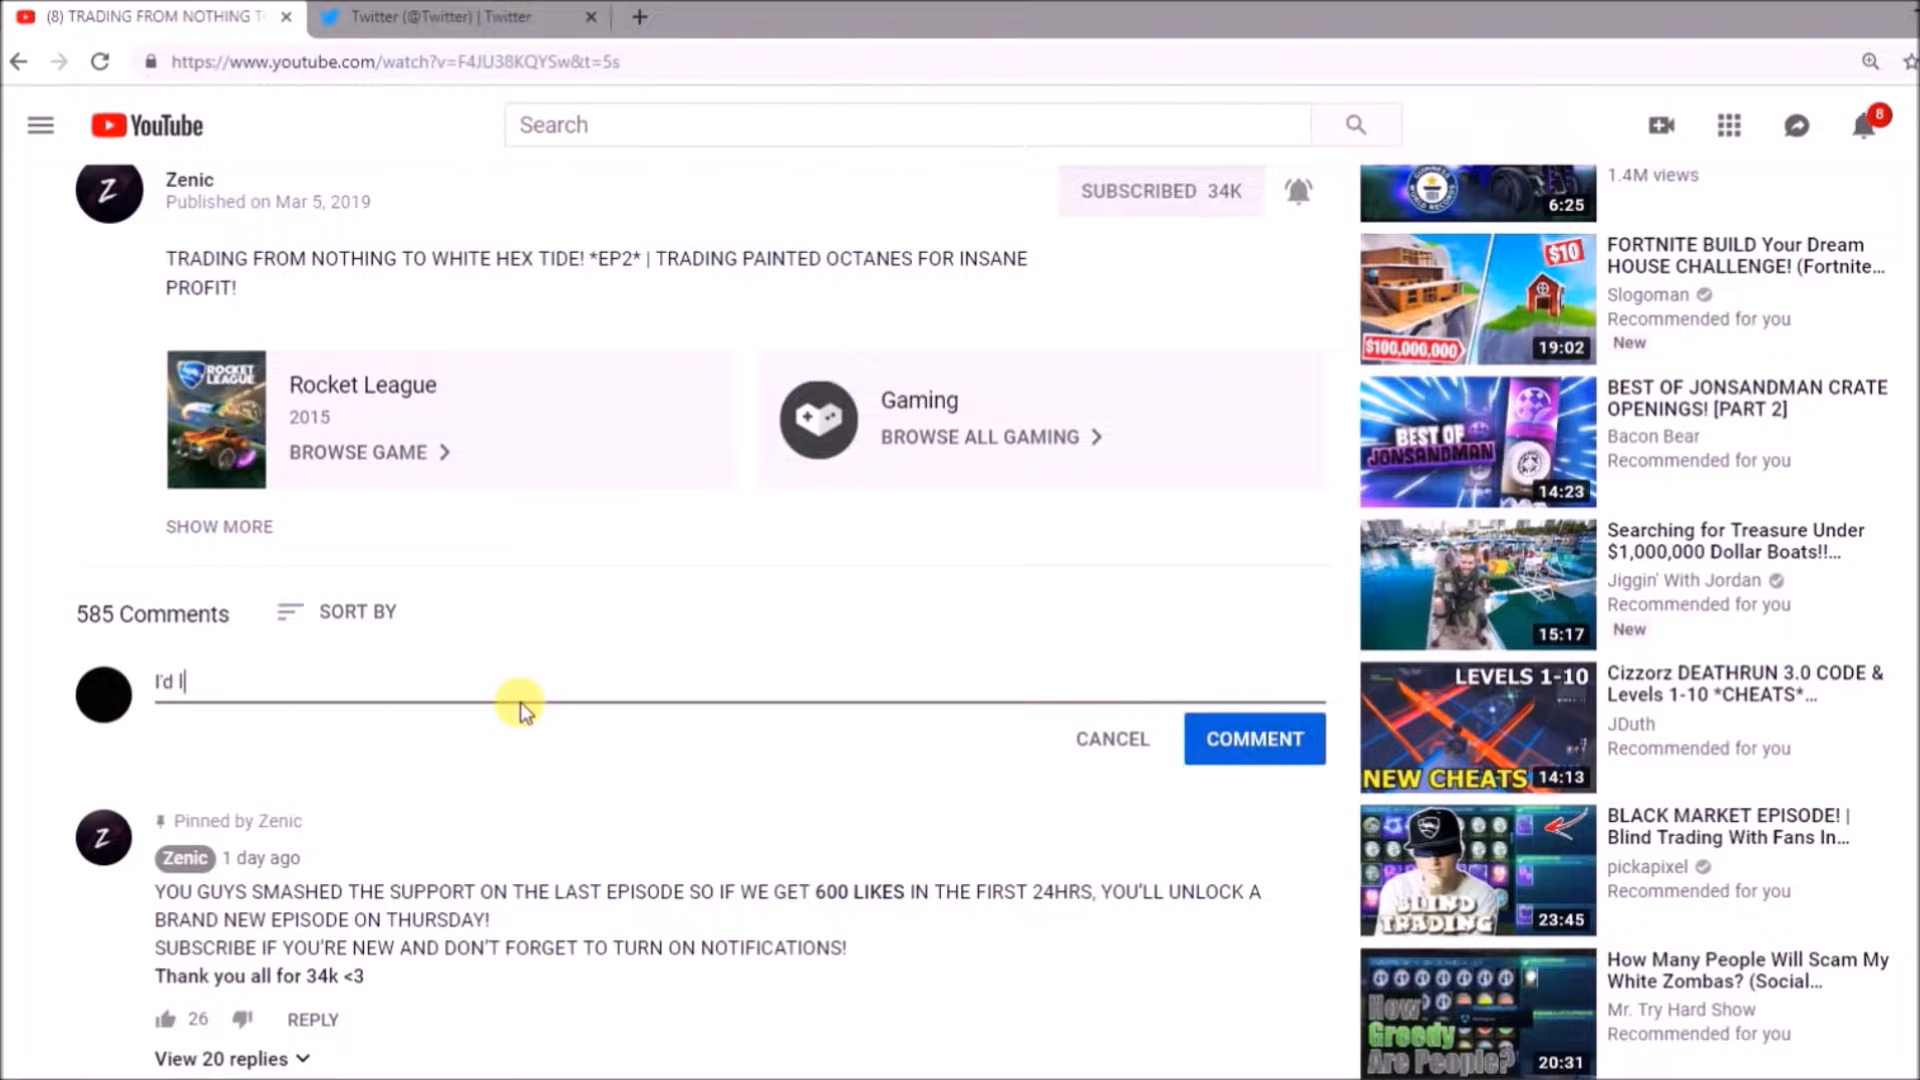 (8) TRADING FROM NOTHING T
Twitter (@Twitter) | Twitter
https://www.youtube.com/watch?v=F4JU38KQYSw&t=5s
YouTube
Search
8
Zenic
Published on Mar 5, 2019
SUBSCRIBED 34K
TRADING FROM NOTHING TO WHITE HEX TIDE! *EP2* | TRADING PAINTED OCTANES FOR INSANE
PROFIT!
ROCKET
LEAGUE
Rocket League
2015
BROWSE GAME
Gaming
BROWSE ALL GAMING
SHOW MORE
585 Comments
SORT BY
I'd l
CANCEL
COMMENT
Pinned by Zenic
Zenic 1 day ago
YOU GUYS SMASHED THE SUPPORT ON THE LAST EPISODE SO IF WE GET 600 LIKES IN THE FIRST 24HRS, YOU'LL UNLOCK A
BRAND NEW EPISODE ON THURSDAY!
SUBSCRIBE IF YOU'RE NEW AND DON'T FORGET TO TURN ON NOTIFICATIONS!
Thank you all for 34k <3
26
REPLY
View 20 replies
6:25
1.4M views
$10
$100,000,000
19:02
FORTNITE BUILD Your Dream
HOUSE CHALLENGE! (Fortnite...
Slogoman
Recommended for you
New
BEST OF
JONSANDMAN
14:23
BEST OF JONSANDMAN CRATE
OPENINGS! [PART 2]
Bacon Bear
Recommended for you
15:17
Searching for Treasure Under
$1,000,000 Dollar Boats!!...
Jiggin' With Jordan
Recommended for you
New
LEVELS 1-10
NEW CHEATS
14:13
Cizzorz DEATHRUN 3.0 CODE &
Levels 1-10 *CHEATS*...
JDuth
Recommended for you
BLIND
TRADING
23:45
BLACK MARKET EPISODE! |
Blind Trading With Fans In...
pickapixel
Recommended for you
How
Greedy
Are People?
20:31
How Many People Will Scam My
White Zombas? (Social...
Mr. Try Hard Show
Recommended for you